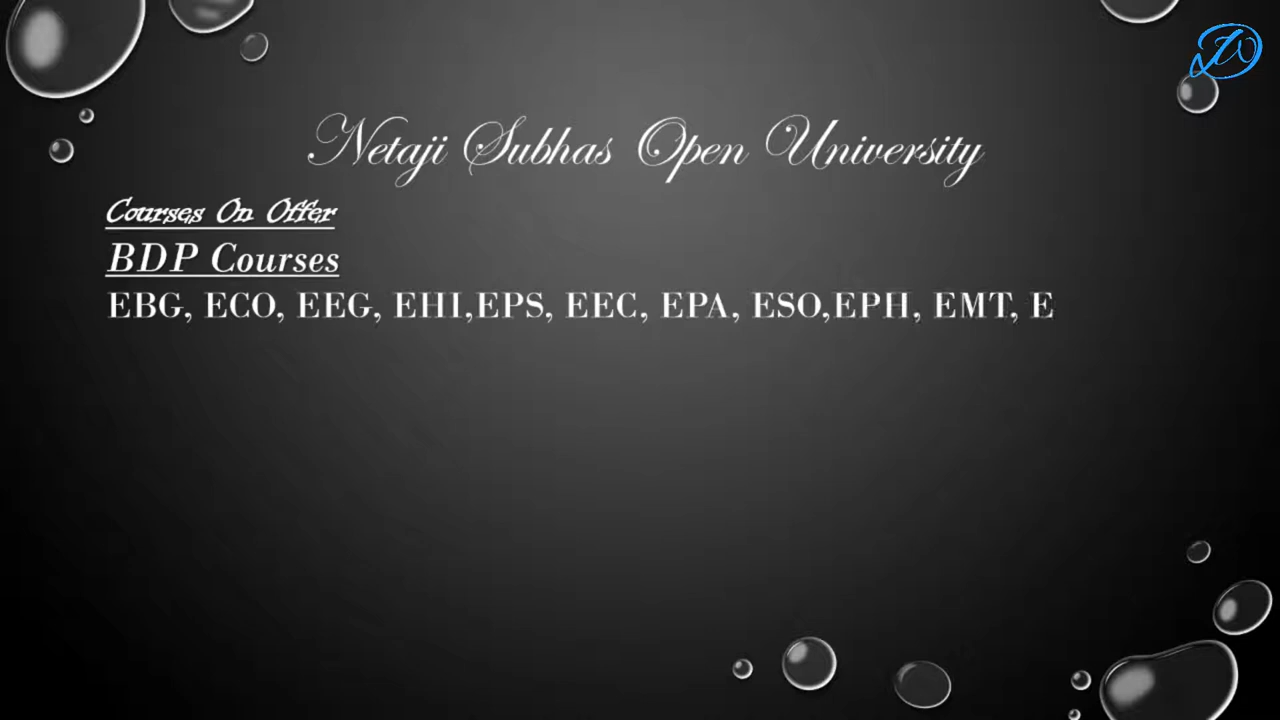 Netaji Subhas Open University
Courses On Offer
BDP Courses
EBG, ECO, EEG, EHI,EPS, EEC, EPA, ESO,EPH, EMT, E